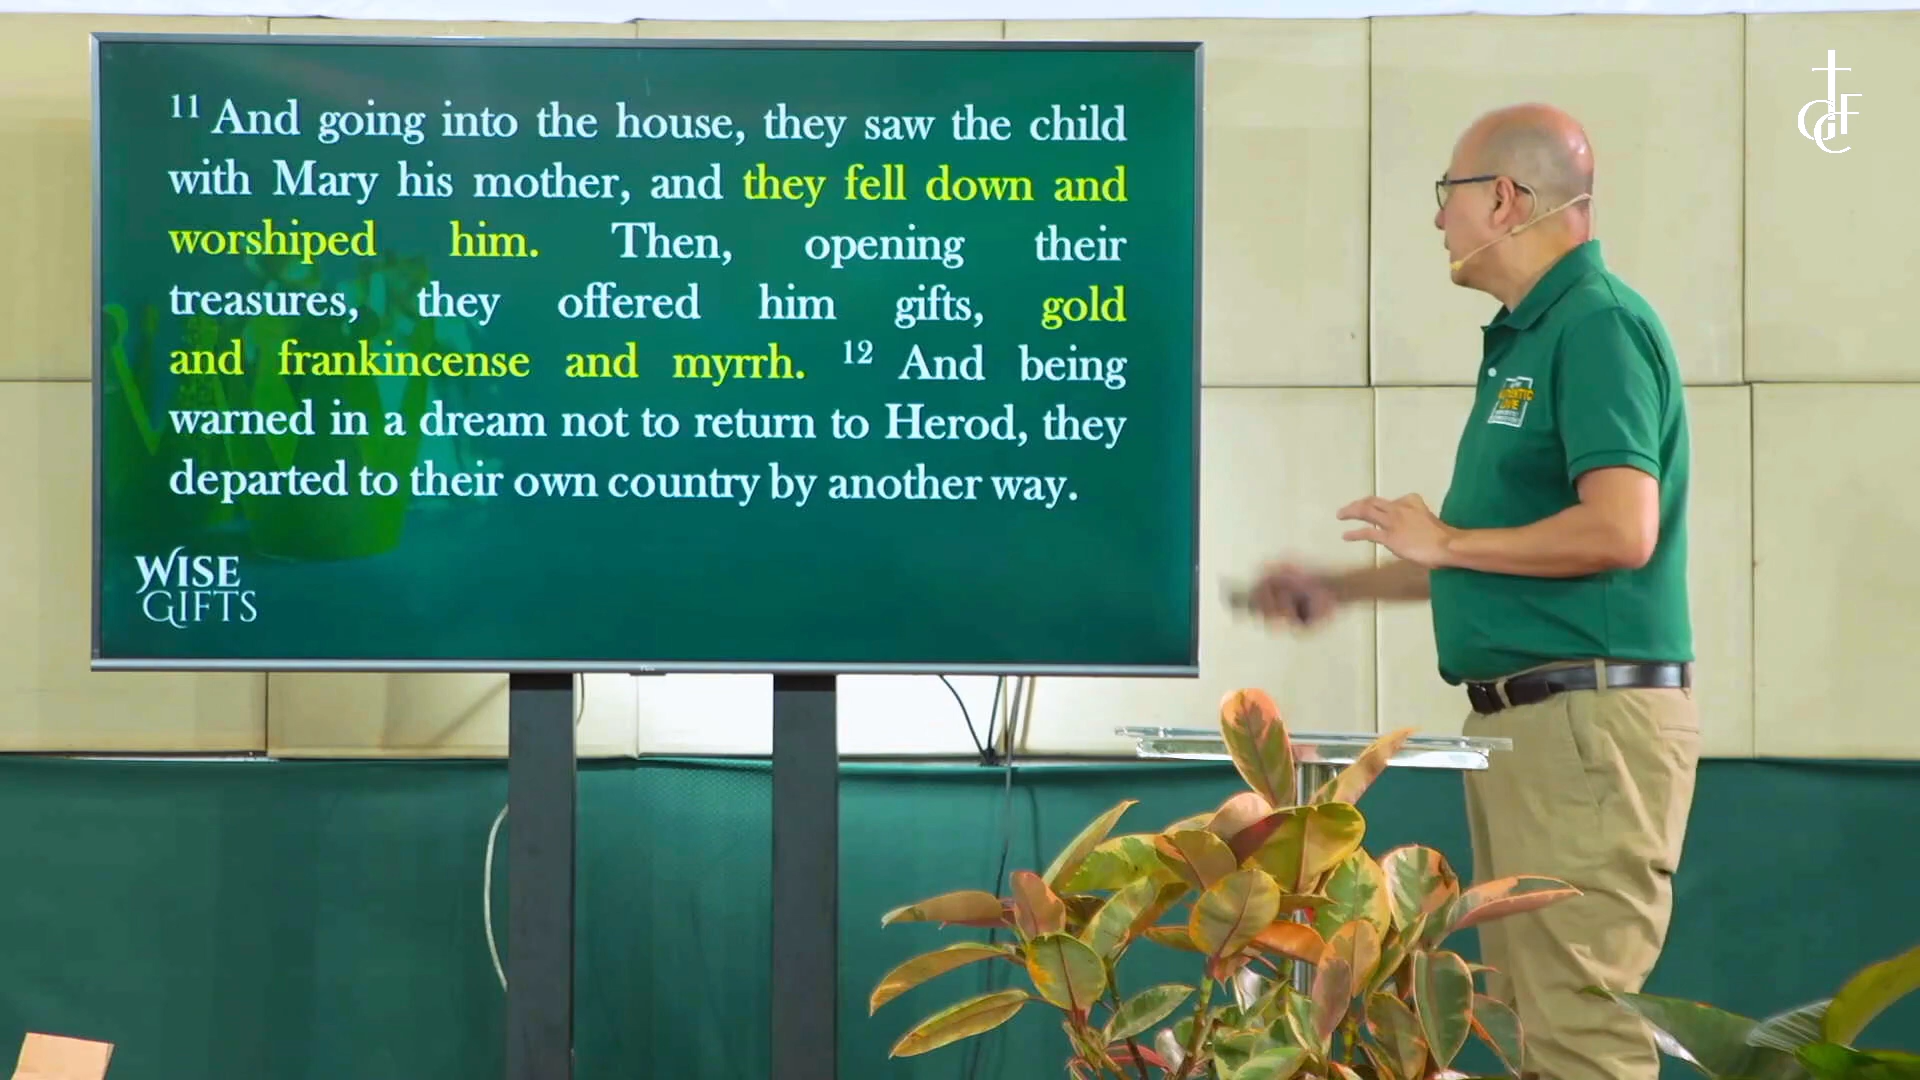 11 And going into the house, they saw the child
with Mary his mother, and they fell down and
worshiped him. Then, opening their
treasures, they offered him gifts, gold
and frankincense and myrrh. 12 And being
warned in a dream not to return to Herod, they
departed to their own country by another way.
WISE
GIFTS
GCF